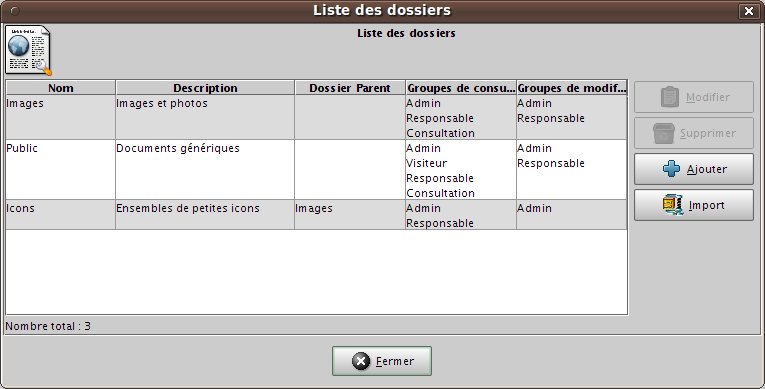 Liste des dossiers
Liste des dossiers
Nom Description Dossier Parent Groupes de consu... Groupes de modif...
Images Images et photos Admin Admin
Responsable Responsable
Consultation
Public Documents génériques Admin Admin
Visiteur Responsable
Responsable
Consultation
Icons Ensembles de petites icons Images Admin Admin
Responsable
Modifier
Supprimer
Ajouter
Import
Nombre total : 3
Fermer